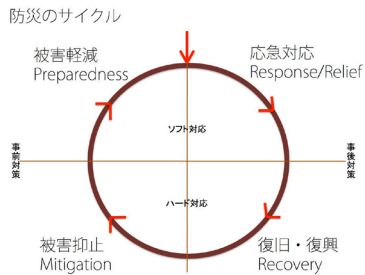 防災のサイクル
被害軽減
Preparedness
応急対応
Response/Relief
ソフト対応
事前対策
事後対策
ハード対応
被害抑止
Mitigation
復旧・復興
Recovery